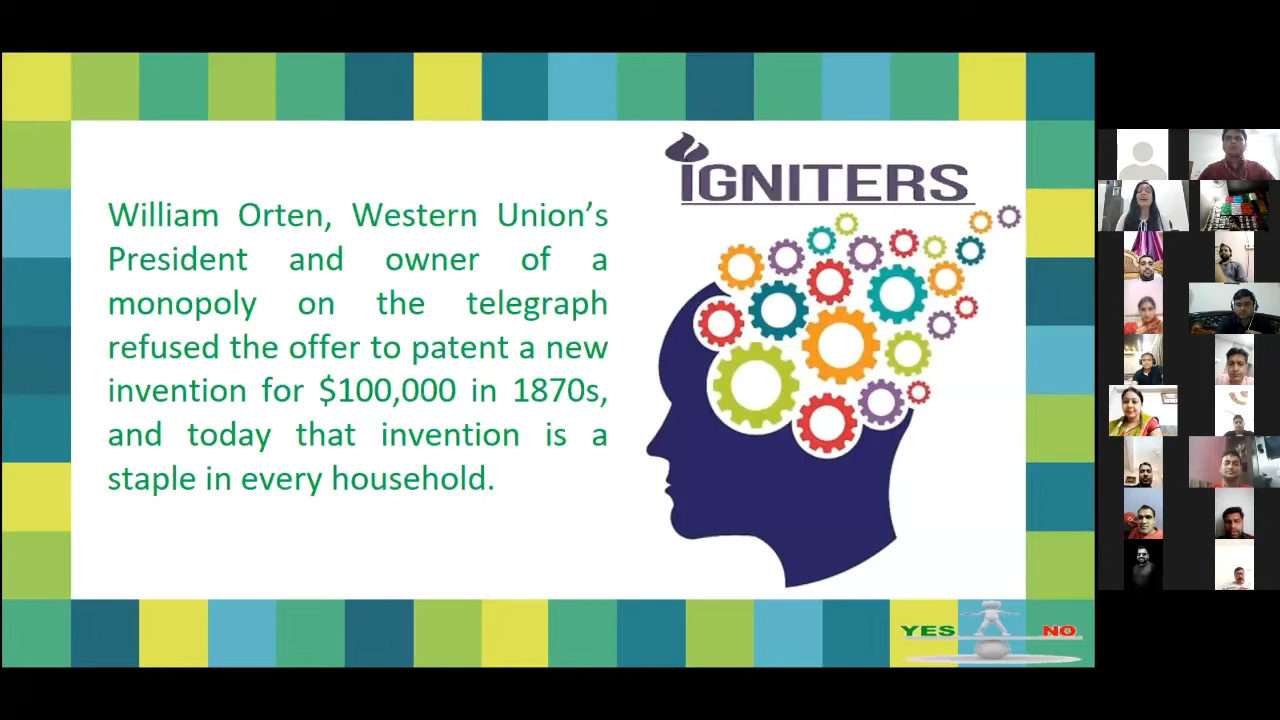 IGNITERS
William Orten, Western Union’s
President and owner of a
monopoly on the telegraph
refused the offer to patent a new
invention for $100,000 in 1870s,
and today that invention is a
staple in every household.
YES NO